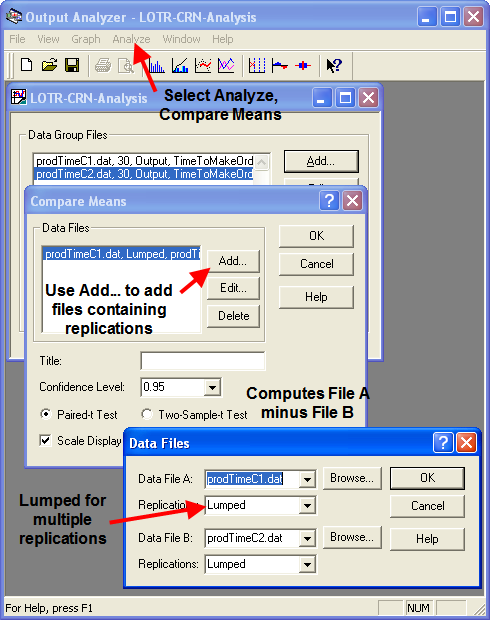 Output Analyzer - LOTR-CRN-Analysis
File View Graph Analyze Window Help
Select Analyze,
Compare Means
LOTR-CRN-Analysis
Data Group Files
prodTimeC1.dat, 30, Output, TimeToMakeOrd
prodTimeC2.dat, 30, Output, TimeToMakeOrd
Add...
Compare Means
Data Files
prodTimeC1.dat, Lumped, prodTi
Add...
Edit...
Delete
OK
Cancel
Help
Use Add... to add
files containing
replications
Title:
Confidence Level: 0.95
Paired-t Test Two-Sample-t Test
Scale Display
Computes File A
minus File B
Data Files
Data File A: prodTimeC1.dat Browse... OK
Replications: Lumped Cancel
Data File B: prodTimeC2.dat Browse... Help
Replications: Lumped
Lumped for
multiple
replications
For Help, press F1 NUM